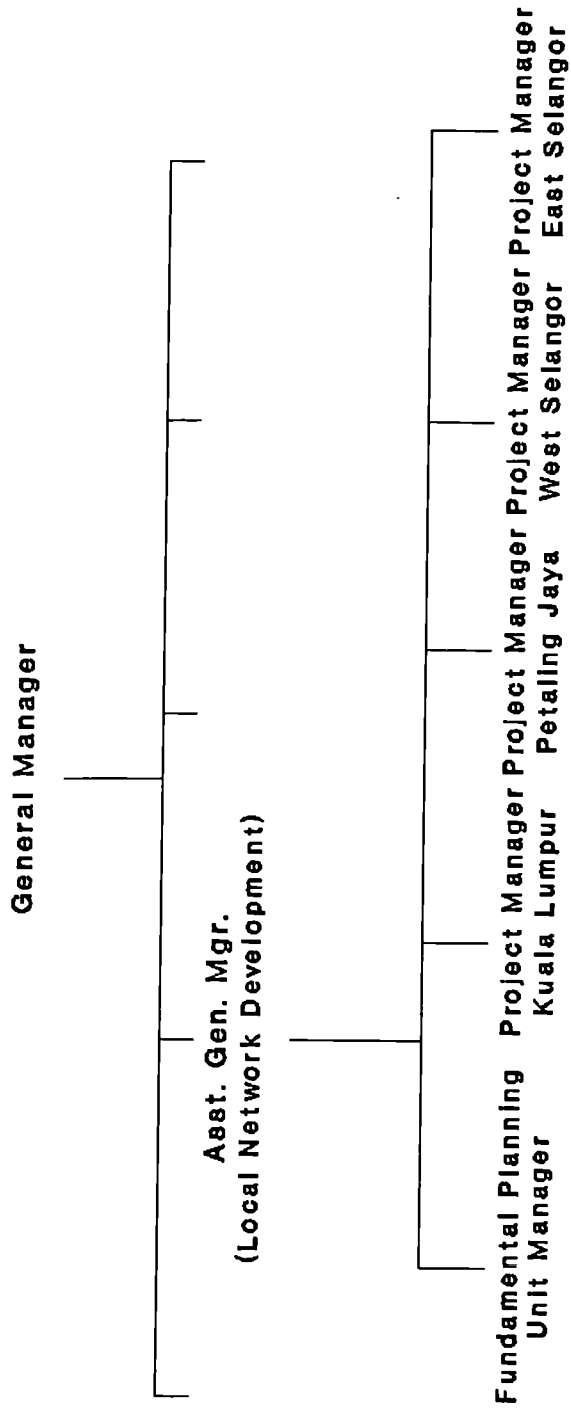 General Manager
Asst. Gen. Mgr.
(Local Network Development)
Fundamental Planning
Unit Manager
Project Manager
Kuala Lumpur
Project Manager
Petaling Jaya
Project Manager
West Selangor
Project Manager
East Selangor